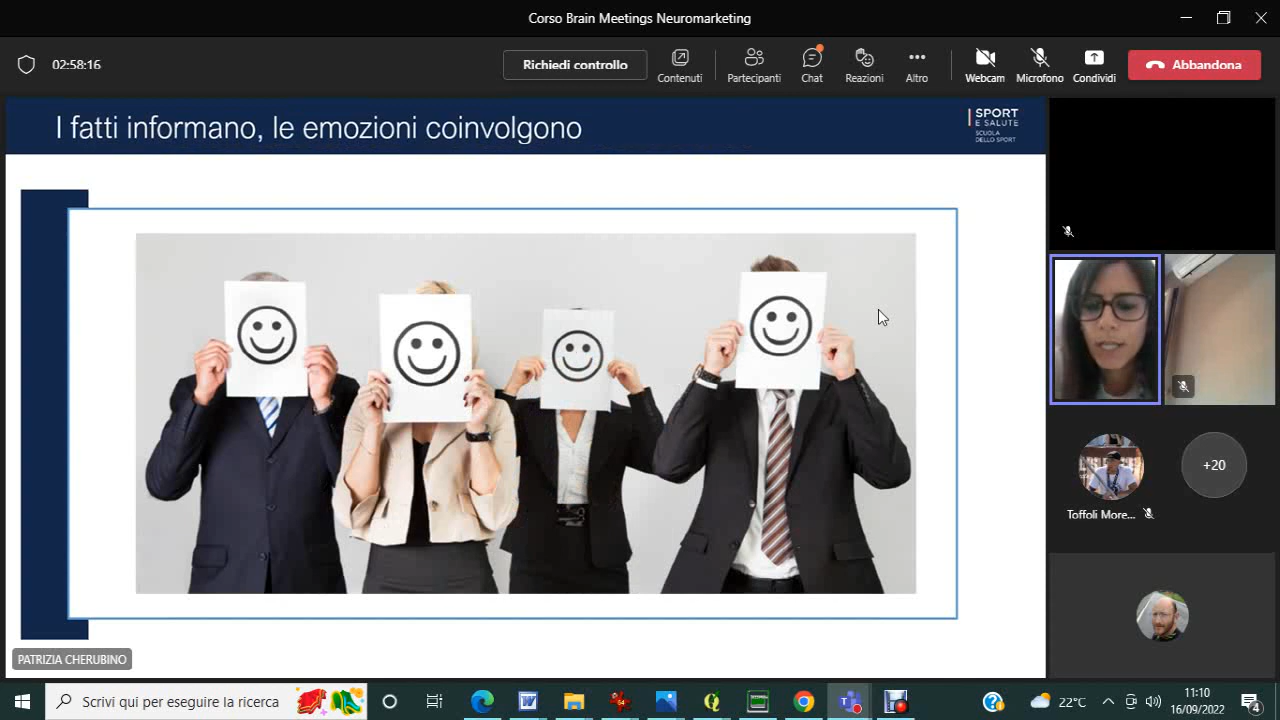 Corso Brain Meetings Neuromarketing
02:58:16
Richiedi controllo
Contenuti
Partecipanti
Chat
Reazioni
Altro
Webcam
Microfono
Condividi
Abbandona
I fatti informano, le emozioni coinvolgono
SPORT
E SALUTE
SCUOLA
DELLO SPORT
+20
Toffoli More...
PATRIZIA CHERUBINO
Scrivi qui per eseguire la ricerca
22°C
11:10
16/09/2022
4